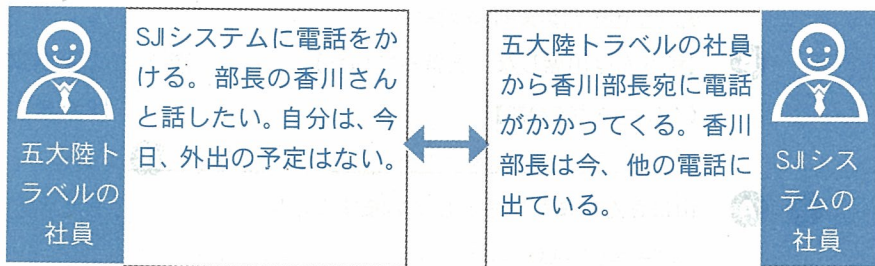 SJIシステムに電話をか
ける。部長の香川さん
と話したい。自分は、今
日、外出の予定はない。
五大陸ト
ラベルの
社員
五大陸トラベルの社員
から香川部長宛に電話
がかかってくる。香川
部長は今、他の電話に
出ている。
SJIシス
テムの
社員